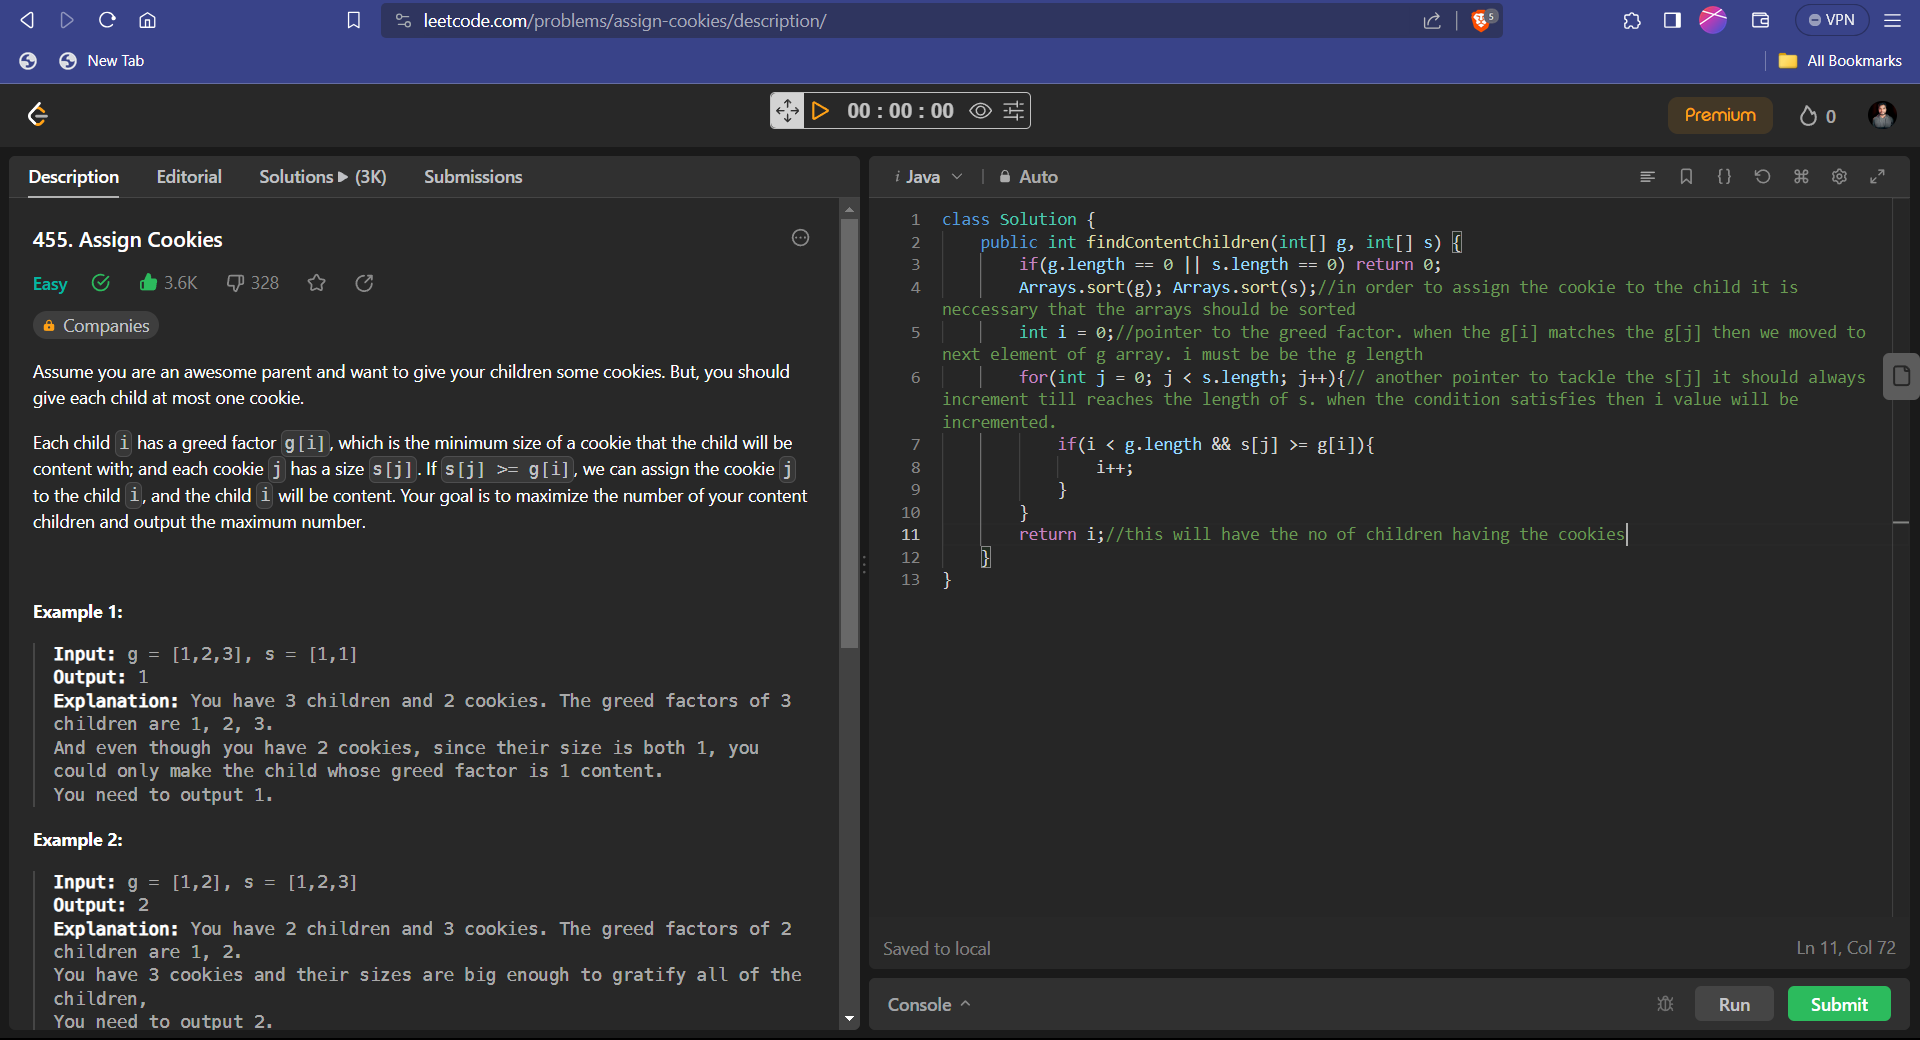 leetcode.com/problems/assign-cookies/description/
5
VPN
New Tab
All Bookmarks
00 : 00 : 00
Premium
0
Description Editorial Solutions (3K) Submissions
455. Assign Cookies
Easy 3.6K 328
Companies
Assume you are an awesome parent and want to give your children some cookies. But, you should
give each child at most one cookie.
Each child i has a greed factor g[i], which is the minimum size of a cookie that the child will be
content with; and each cookie j has a size s[j]. If s[j] >= g[i], we can assign the cookie j
to the child i, and the child i will be content. Your goal is to maximize the number of your content
children and output the maximum number.
Example 1:
Input: g = [1,2,3], s = [1,1]
Output: 1
Explanation: You have 3 children and 2 cookies. The greed factors of 3
children are 1, 2, 3.
And even though you have 2 cookies, since their size is both 1, you
could only make the child whose greed factor is 1 content.
You need to output 1.
Example 2:
Input: g = [1,2], s = [1,2,3]
Output: 2
Explanation: You have 2 children and 3 cookies. The greed factors of 2
children are 1, 2.
You have 3 cookies and their sizes are big enough to gratify all of the
children,
You need to output 2.
i Java Auto
1 class Solution {
2 public int findContentChildren(int[] g, int[] s) {
3 if(g.length == 0 || s.length == 0) return 0;
4 Arrays.sort(g); Arrays.sort(s);//in order to assign the cookie to the child it is
neccessary that the arrays should be sorted
5 int i = 0;//pointer to the greed factor. when the g[i] matches the g[j] then we moved to
next element of g array. i must be be the g length
6 for(int j = 0; j < s.length; j++){// another pointer to tackle the s[j] it should always
increment till reaches the length of s. when the condition satisfies then i value will be
incremented.
7 if(i < g.length && s[j] >= g[i]){
8 i++;
9 }
10 }
11 return i;//this will have the no of children having the cookies
12 }
13 }
Saved to local
Ln 11, Col 72
Console
Run
Submit